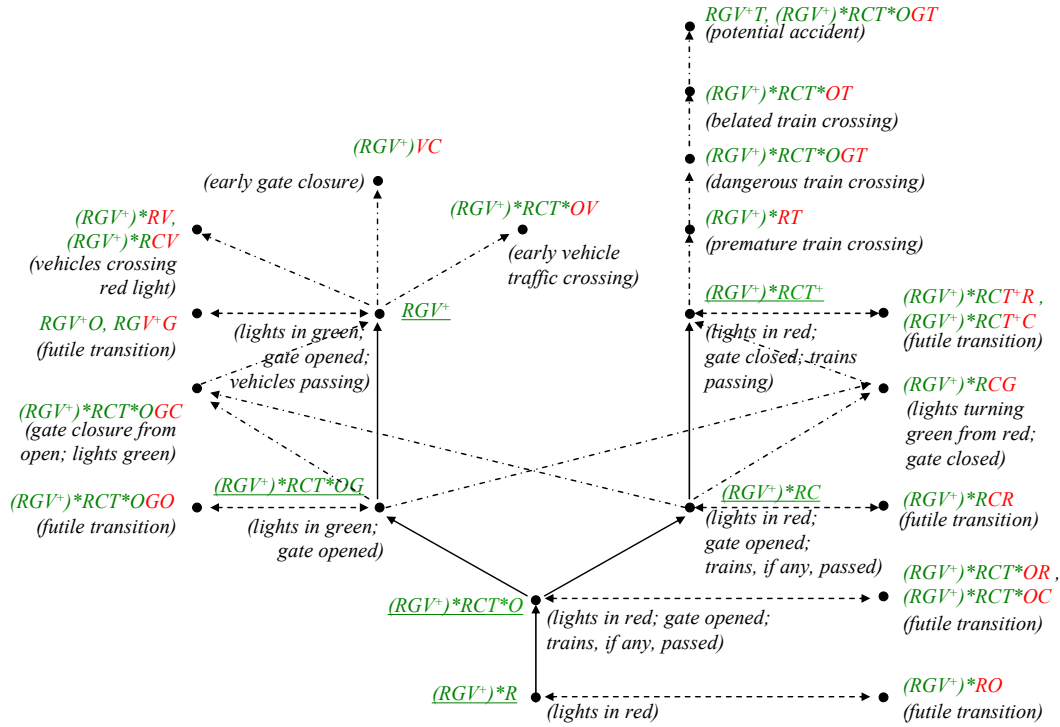 RGV⁺T, (RGV⁺)*RCT*OGT
(potential accident)
(RGV⁺)*RCT*OT
(belated train crossing)
(RGV⁺)VC
(early gate closure)
(RGV⁺)*RCT*OGT
(dangerous train crossing)
(RGV⁺)*RV,
(RGV⁺)*RCV
(vehicles crossing
red light)
(RGV⁺)*RCT*OV
(early vehicle
traffic crossing)
(RGV⁺)*RT
(premature train crossing)
RGV⁺O, RGV⁺G
(futile transition)
RGV⁺
(lights in green;
gate opened;
vehicles passing)
(RGV⁺)*RCT⁺
(lights in red;
gate closed; trains
passing)
(RGV⁺)*RCT⁺R ,
(RGV⁺)*RCT⁺C
(futile transition)
(RGV⁺)*RCT*OGC
(gate closure from
open; lights green)
(RGV⁺)*RCG
(lights turning
green from red;
gate closed)
(RGV⁺)*RCT*OGO
(futile transition)
(RGV⁺)*RCT*OG
(lights in green;
gate opened)
(RGV⁺)*RC
(lights in red;
gate opened;
trains, if any, passed)
(RGV⁺)*RCR
(futile transition)
(RGV⁺)*RCT*O
(lights in red; gate opened;
trains, if any, passed)
(RGV⁺)*RCT*OR ,
(RGV⁺)*RCT*OC
(futile transition)
(RGV⁺)*R
(lights in red)
(RGV⁺)*RO
(futile transition)